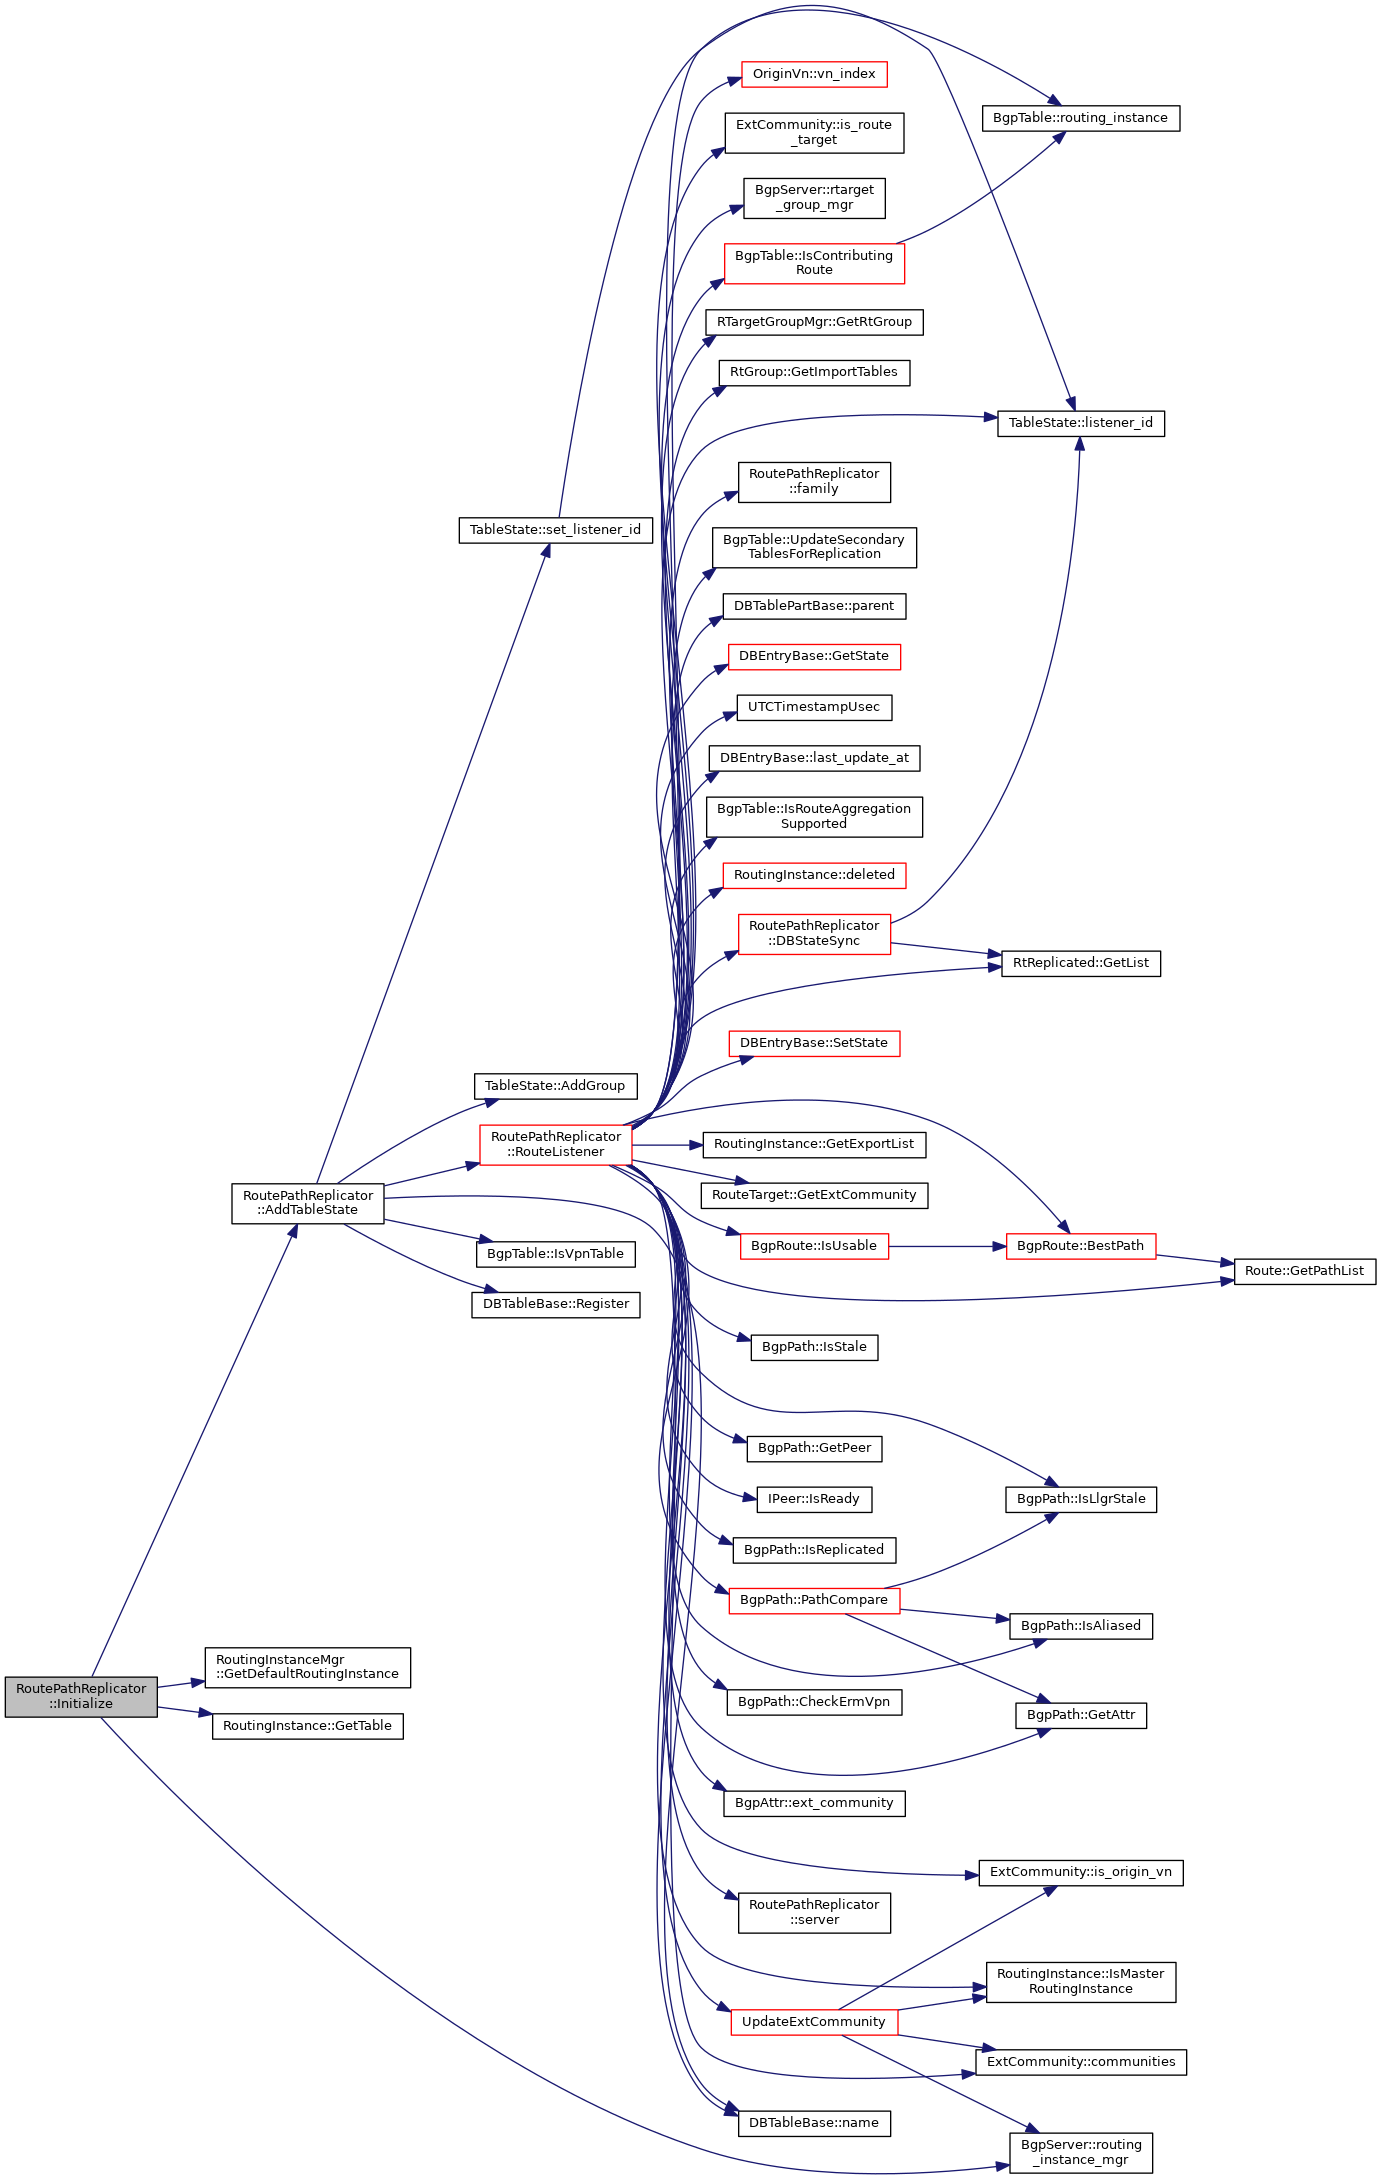 OriginVn::vn_index
BgpTable::routing_instance
ExtCommunity::is_route
_target
BgpServer::rtarget
_group_mgr
BgpTable::IsContributing
Route
RTargetGroupMgr::GetRtGroup
RtGroup::GetImportTables
TableState::listener_id
RoutePathReplicator
::family
TableState::set_listener_id
BgpTable::UpdateSecondary
TablesForReplication
DBTablePartBase::parent
DBEntryBase::GetState
UTCTimestampUsec
DBEntryBase::last_update_at
BgpTable::IsRouteAggregation
Supported
RoutingInstance::deleted
RoutePathReplicator
::DBStateSync
RtReplicated::GetList
DBEntryBase::SetState
TableState::AddGroup
RoutePathReplicator
::RouteListener
RoutingInstance::GetExportList
RouteTarget::GetExtCommunity
RoutePathReplicator
::AddTableState
BgpTable::IsVpnTable
BgpRoute::IsUsable
BgpRoute::BestPath
Route::GetPathList
DBTableBase::Register
BgpPath::IsStale
BgpPath::GetPeer
IPeer::IsReady
BgpPath::IsLlgrStale
BgpPath::IsReplicated
BgpPath::PathCompare
BgpPath::IsAliased
RoutingInstanceMgr
::GetDefaultRoutingInstance
RoutePathReplicator
::Initialize
BgpPath::CheckErmVpn
BgpPath::GetAttr
RoutingInstance::GetTable
BgpAttr::ext_community
ExtCommunity::is_origin_vn
RoutePathReplicator
::server
RoutingInstance::IsMaster
RoutingInstance
UpdateExtCommunity
ExtCommunity::communities
DBTableBase::name
BgpServer::routing
_instance_mgr